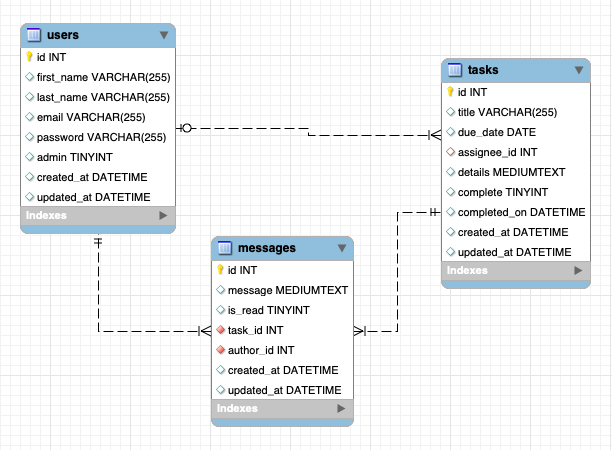 users
id INT
first_name VARCHAR(255)
last_name VARCHAR(255)
email VARCHAR(255)
password VARCHAR(255)
admin TINYINT
created_at DATETIME
updated_at DATETIME
Indexes
tasks
id INT
title VARCHAR(255)
due_date DATE
assignee_id INT
details MEDIUMTEXT
complete TINYINT
completed_on DATETIME
created_at DATETIME
updated_at DATETIME
Indexes
messages
id INT
message MEDIUMTEXT
is_read TINYINT
task_id INT
author_id INT
created_at DATETIME
updated_at DATETIME
Indexes